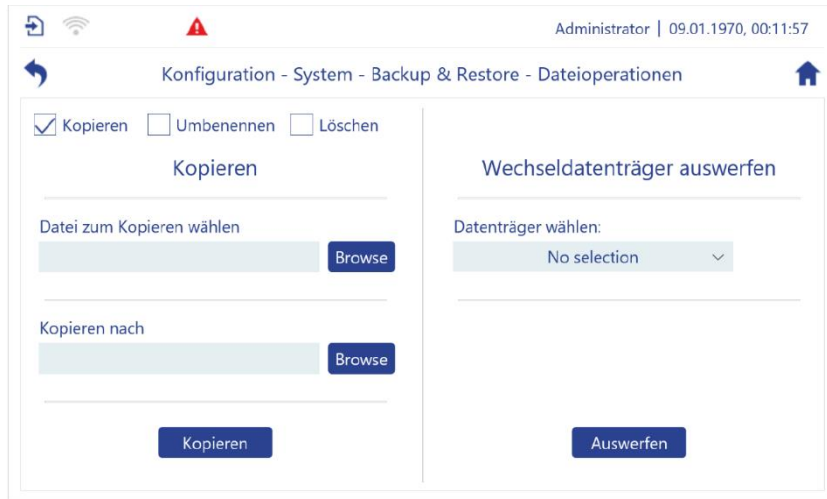 Administrator | 09.01.1970, 00:11:57
Konfiguration - System - Backup & Restore - Dateioperationen
Kopieren Umbenennen Löschen
Kopieren
Datei zum Kopieren wählen
Browse
Kopieren nach
Browse
Kopieren
Wechseldatenträger auswerfen
Datenträger wählen:
No selection
Auswerfen